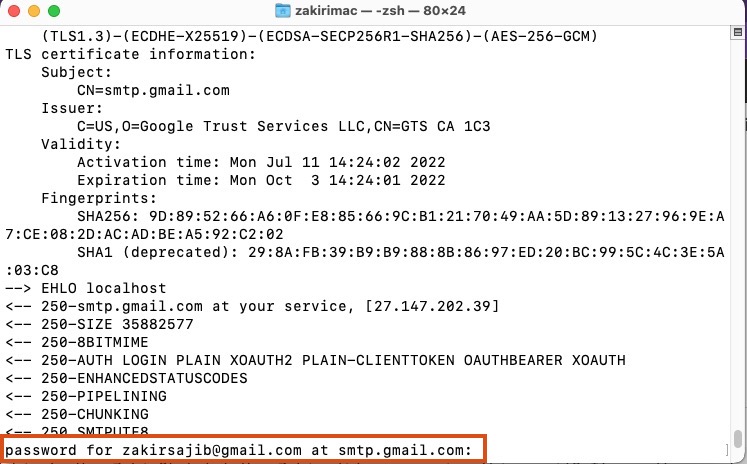 zakirimac — -zsh — 80×24
(TLS1.3)-(ECDHE-X25519)-(ECDSA-SECP256R1-SHA256)-(AES-256-GCM)
TLS certificate information:
Subject:
CN=smtp.gmail.com
Issuer:
C=US,O=Google Trust Services LLC,CN=GTS CA 1C3
Validity:
Activation time: Mon Jul 11 14:24:02 2022
Expiration time: Mon Oct  3 14:24:01 2022
Fingerprints:
SHA256: 9D:89:52:66:A6:0F:E8:85:66:9C:B1:21:70:49:AA:5D:89:13:27:96:9E:A
7:CE:08:2D:AC:AD:BE:A5:92:C2:02
SHA1 (deprecated): 29:8A:FB:39:B9:B9:88:8B:86:97:ED:20:BC:99:5C:4C:3E:5A
:03:C8
--> EHLO localhost
<-- 250-smtp.gmail.com at your service, [27.147.202.39]
<-- 250-SIZE 35882577
<-- 250-8BITMIME
<-- 250-AUTH LOGIN PLAIN XOAUTH2 PLAIN-CLIENTTOKEN OAUTHBEARER XOAUTH
<-- 250-ENHANCEDSTATUSCODES
<-- 250-PIPELINING
<-- 250-CHUNKING
<-- 250 SMTPUTF8
password for zakirsajib@gmail.com at smtp.gmail.com: